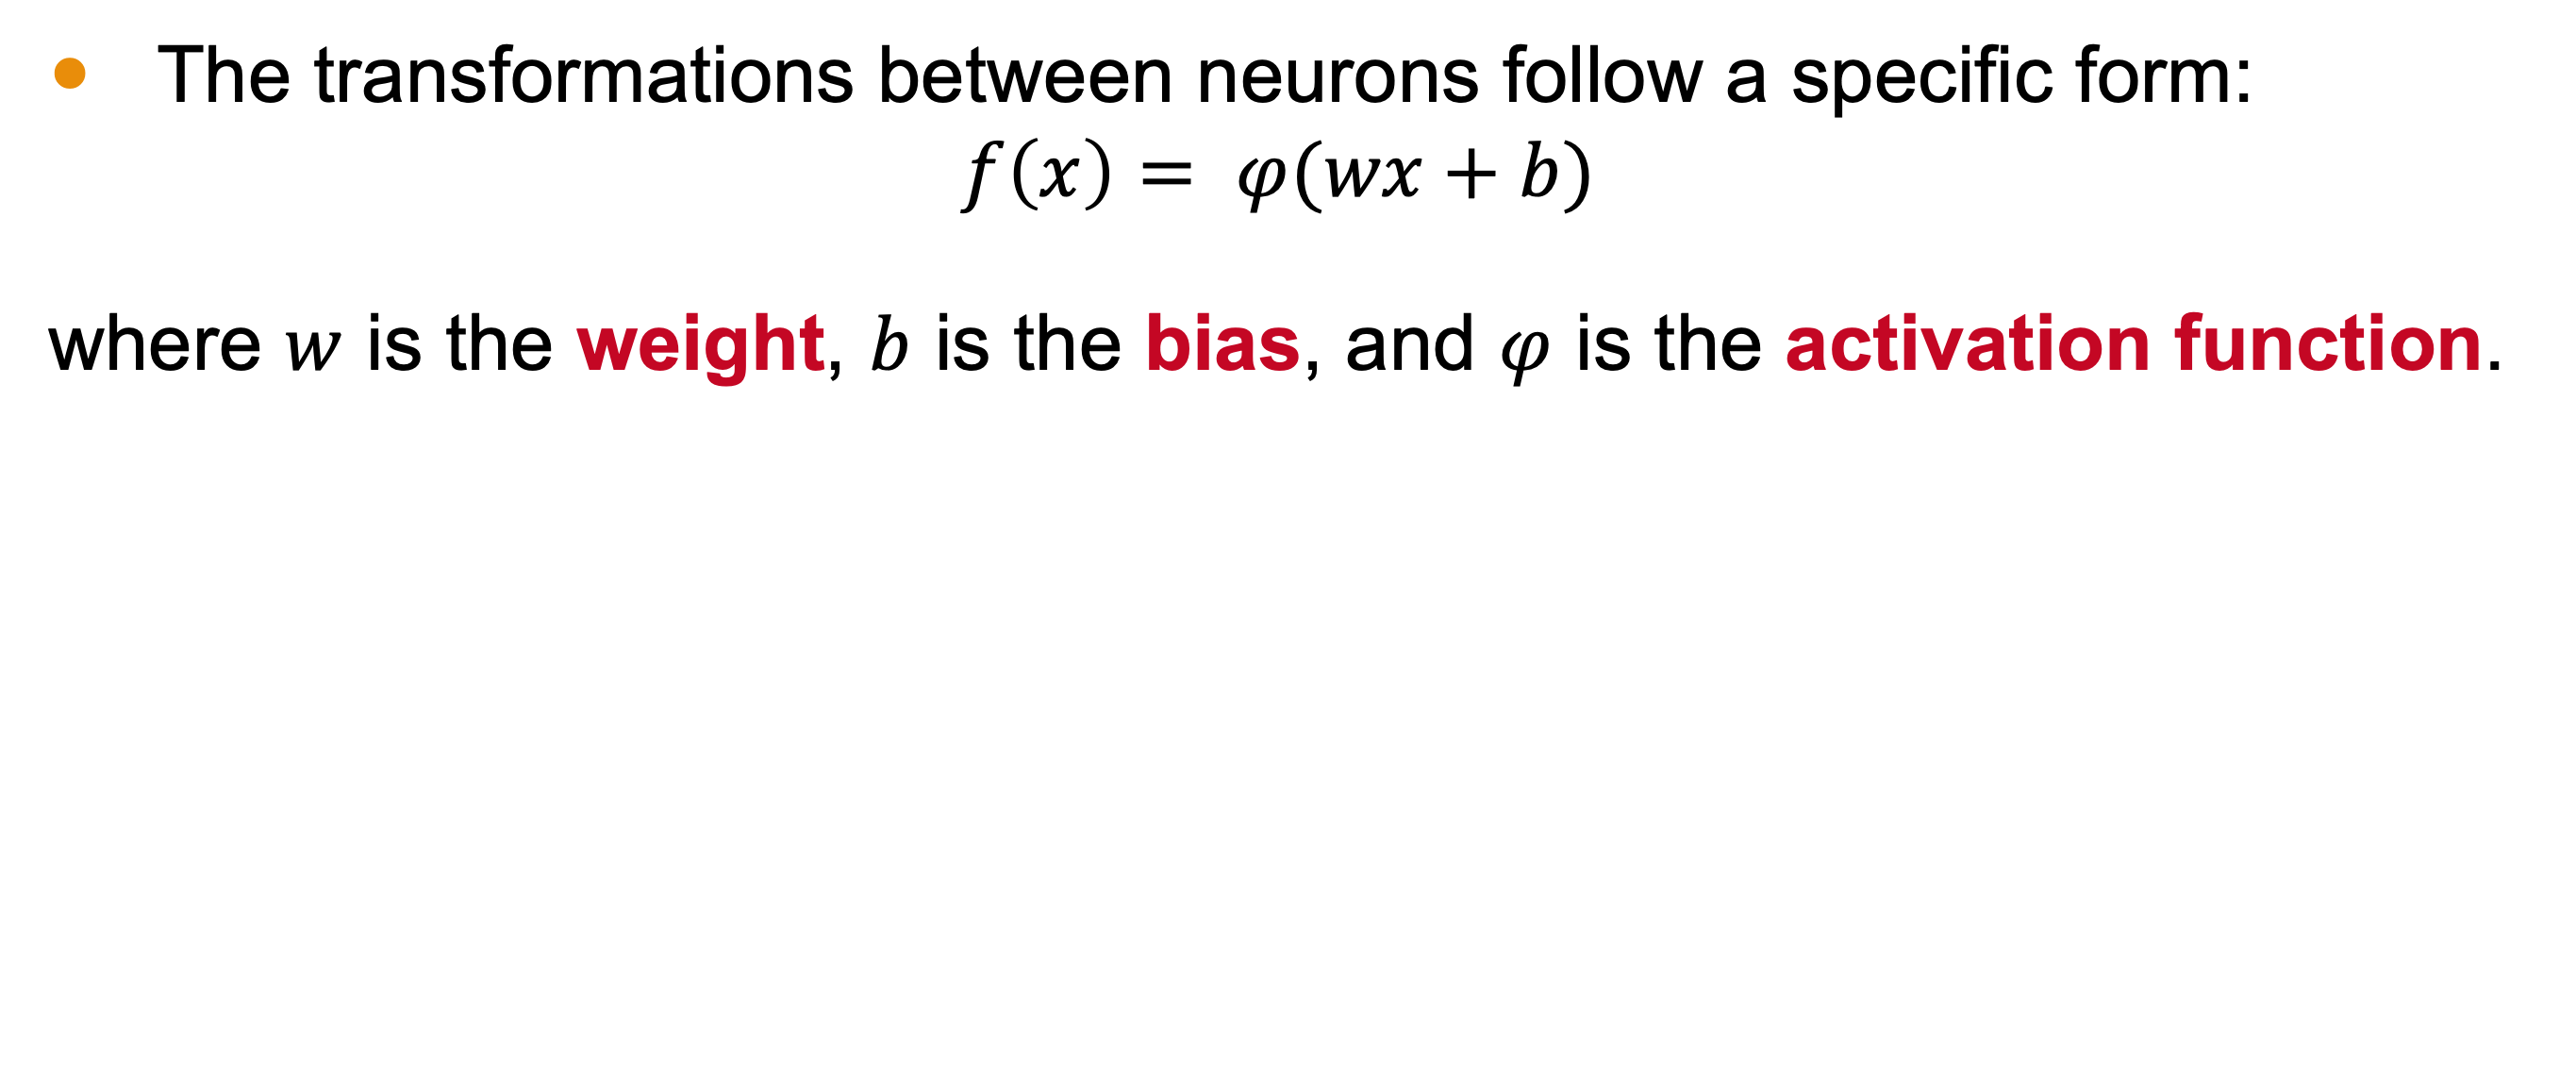 • The transformations between neurons follow a specific form:
f(x) = φ(wx + b)
where w is the weight, b is the bias, and φ is the activation function.